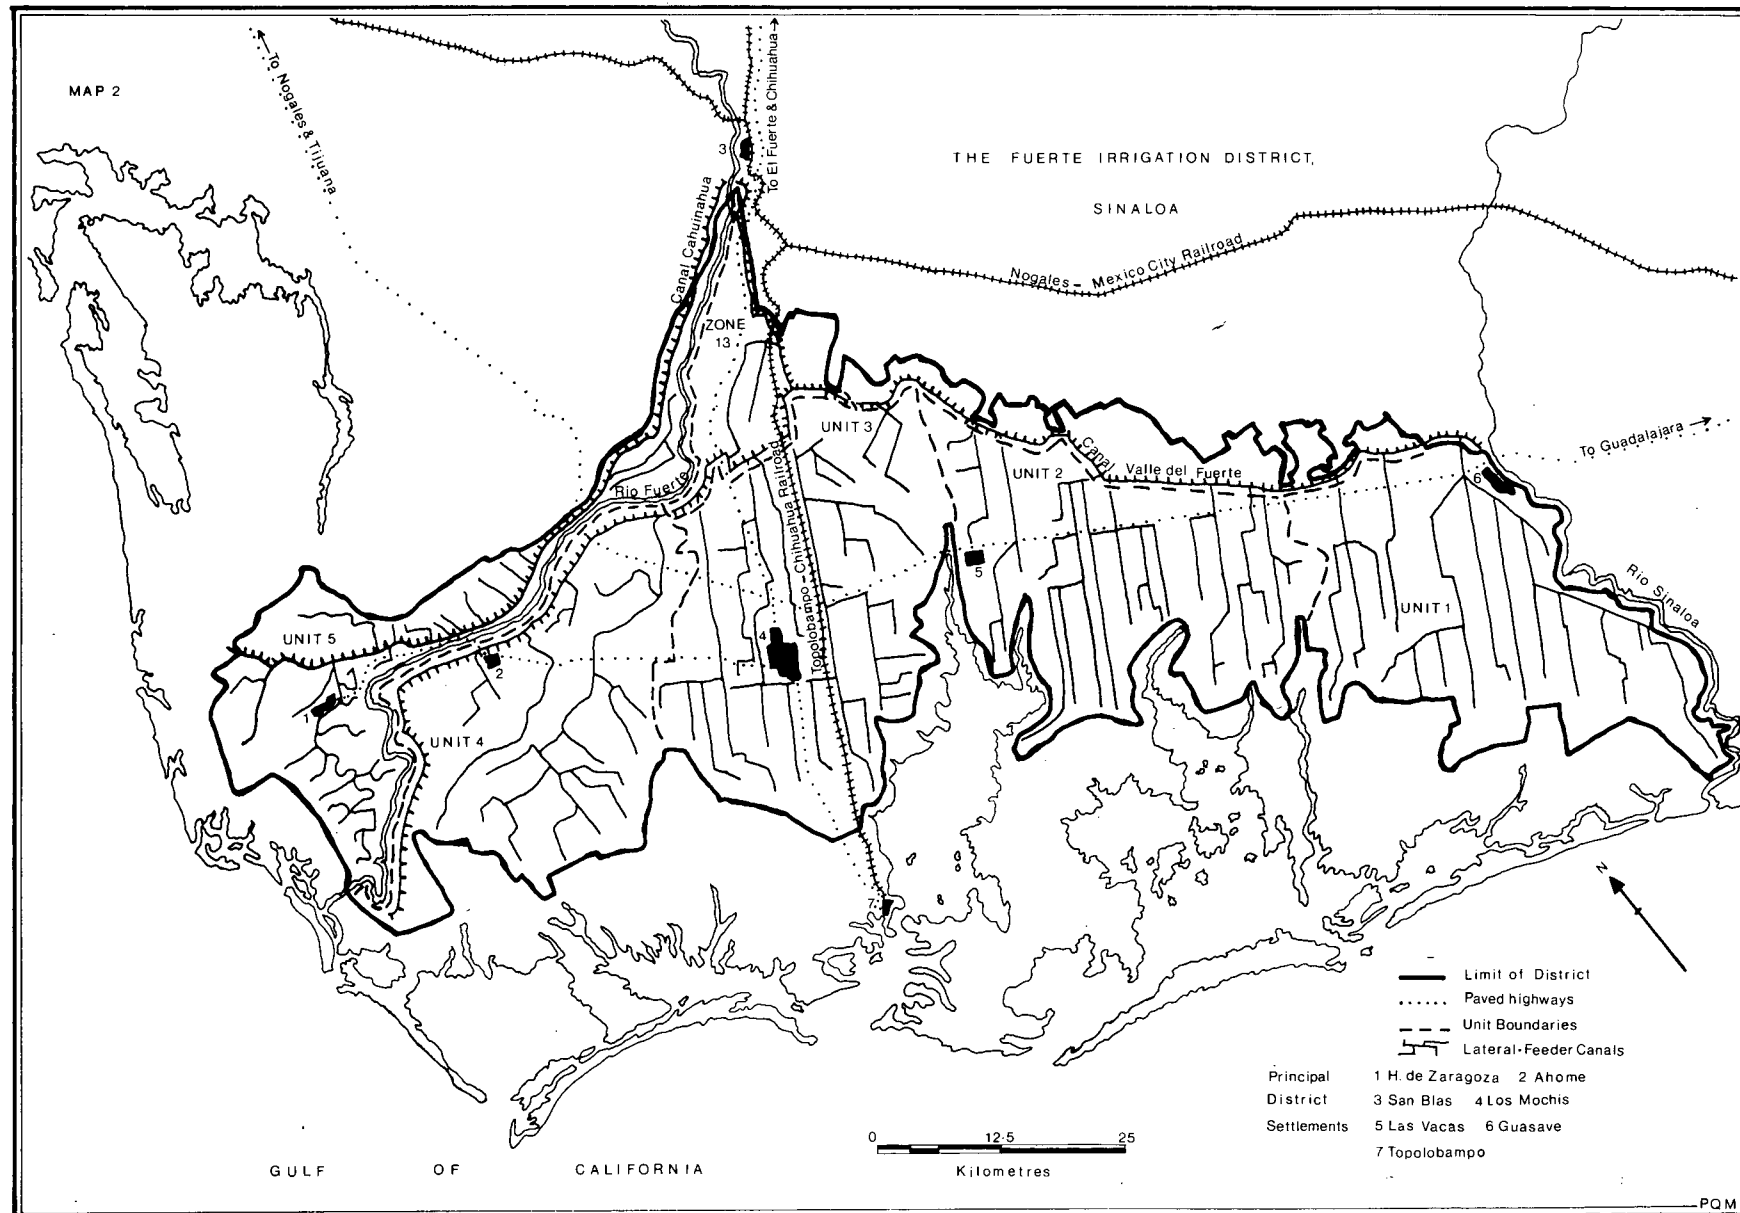 MAP 2
To Nogales & Tijuana
To El Fuerte & Chihuahua
3
THE FUERTE IRRIGATION DISTRICT,
SINALOA
Canal Cahuinahua
Nogales - Mexico City Railroad
ZONE
13
UNIT 3
To Guadalajara
Canal Valle del Fuerte
UNIT 2
Rio Fuerte
6
Topolobampo - Chihuahua Railroad
5
Rio Sinaloa
UNIT 1
UNIT 5
4
2
1
UNIT 4
7
N
Limit of District
Paved highways
Unit Boundaries
Lateral-Feeder Canals
Principal 1 H. de Zaragoza 2 Ahome
District 3 San Blas 4 Los Mochis
Settlements 5 Las Vacas 6 Guasave
7 Topolobampo
0 12·5 25
Kilometres
GULF OF CALIFORNIA
PQM